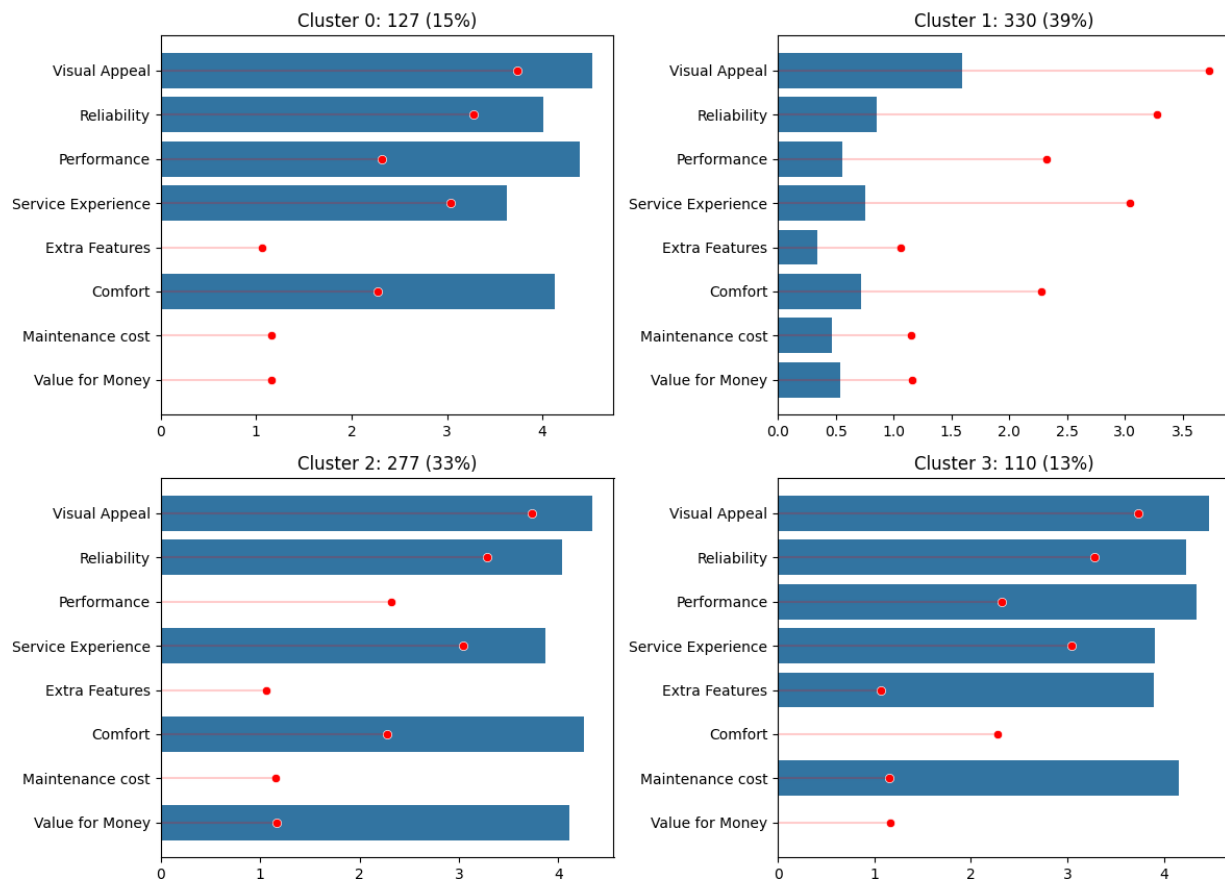 Cluster 0: 127 (15%)
Visual Appeal
Reliability
Performance
Service Experience
Extra Features
Comfort
Maintenance cost
Value for Money
0 1 2 3 4
Cluster 1: 330 (39%)
Visual Appeal
Reliability
Performance
Service Experience
Extra Features
Comfort
Maintenance cost
Value for Money
0.0 0.5 1.0 1.5 2.0 2.5 3.0 3.5
Cluster 2: 277 (33%)
Visual Appeal
Reliability
Performance
Service Experience
Extra Features
Comfort
Maintenance cost
Value for Money
0 1 2 3 4
Cluster 3: 110 (13%)
Visual Appeal
Reliability
Performance
Service Experience
Extra Features
Comfort
Maintenance cost
Value for Money
0 1 2 3 4